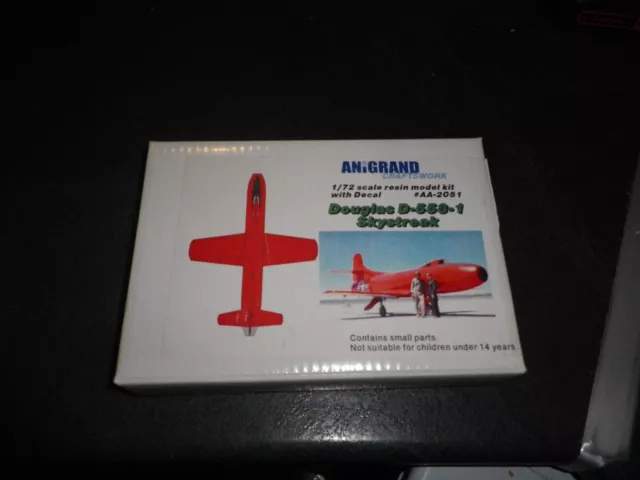 ANiGRAND
CRAFTSWORK
1/72 scale resin model kit
with Decal #AA-2051
Douglas D-558-1
Skystreak
Contains small parts.
Not suitable for children under 14 years.